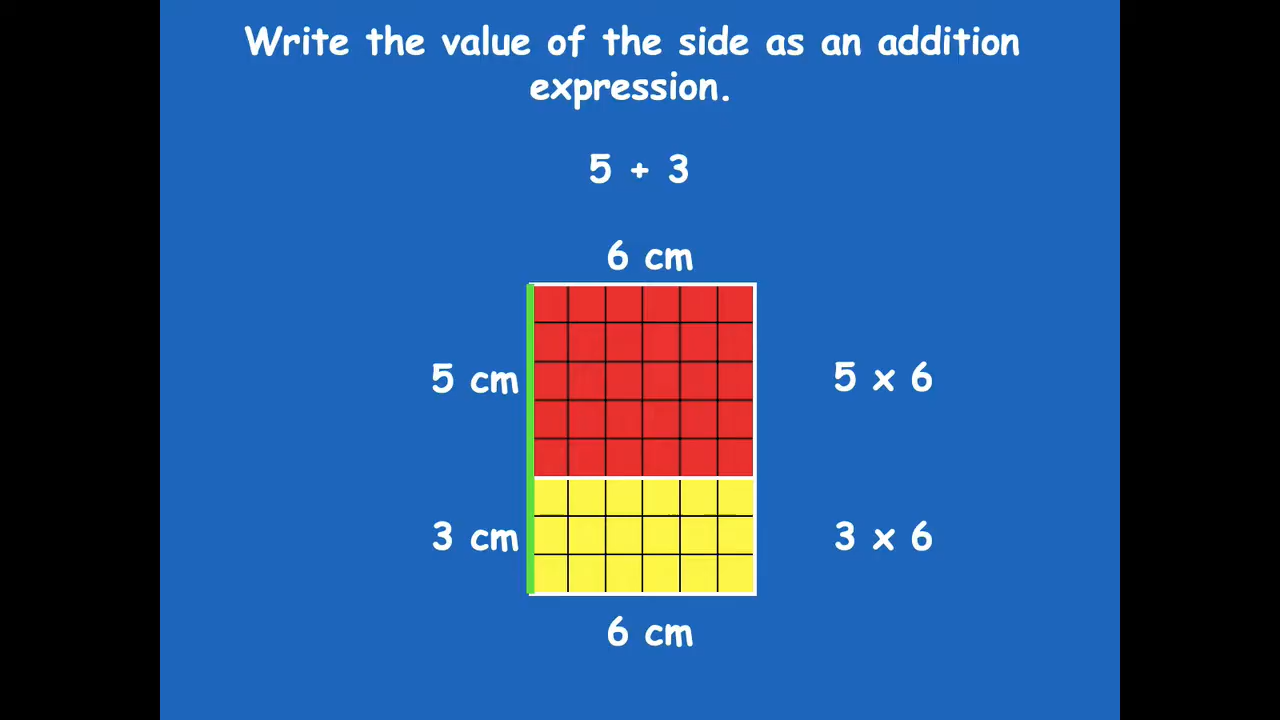 Write the value of the side as an addition
expression.
5 + 3
6 cm
5 cm
5 x 6
3 cm
3 x 6
6 cm